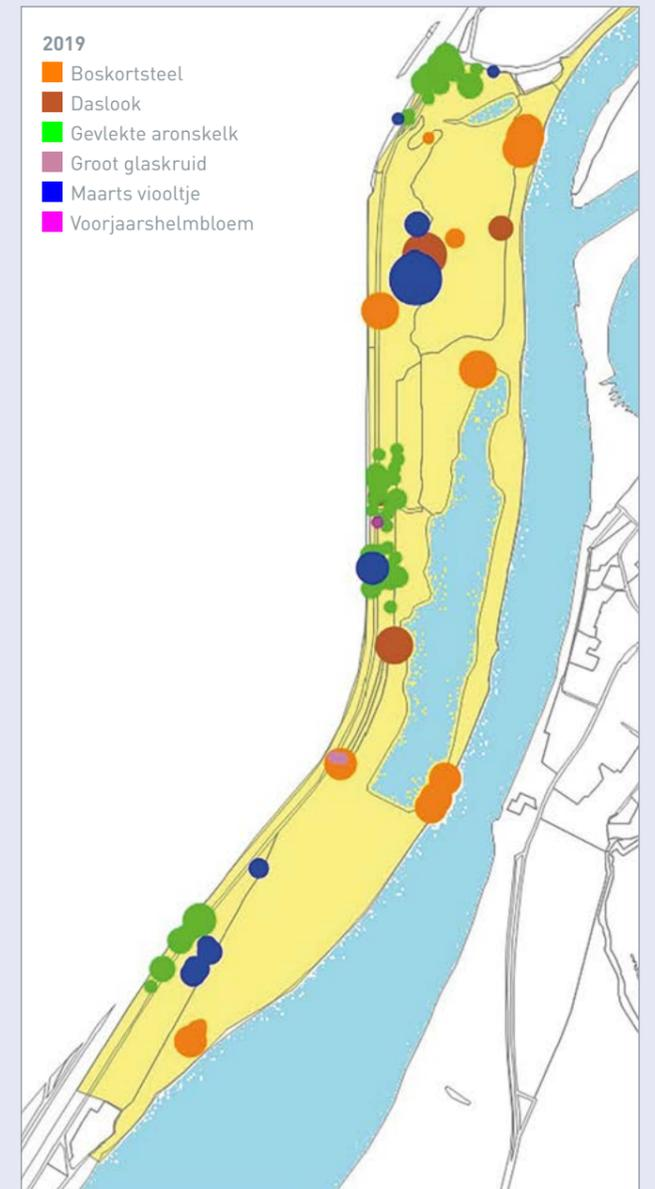 2019
Boskortsteel
Daslook
Gevlekte aronskelk
Groot glaskruid
Maarts viooltje
Voorjaarshelmbloem